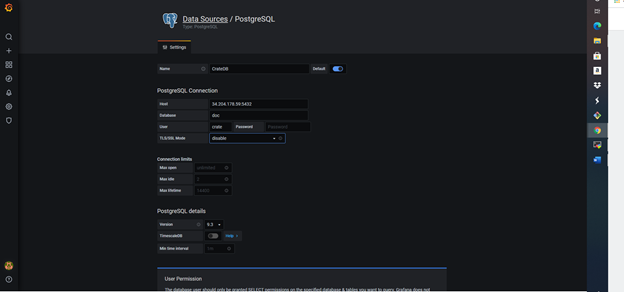 Data Sources / PostgreSQL
Type: PostgreSQL
Settings
Name CrateDB Default
PostgreSQL Connection
Host 34.204.178.59:5432
Database doc
User crate Password Password
TLS/SSL Mode disable
Connection limits
Max open unlimited
Max idle 2
Max lifetime 14400
PostgreSQL details
Version 9.3
TimescaleDB Help >
Min time interval 1m
User Permission
The database user should only be granted SELECT permissions on the specified database & tables you want to query. Grafana does not